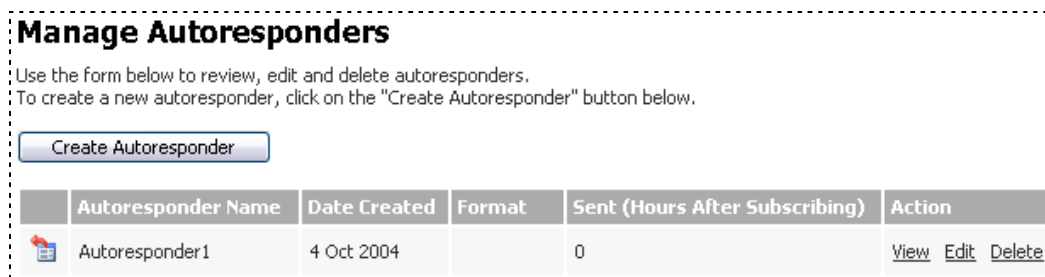 Manage Autoresponders
Use the form below to review, edit and delete autoresponders.
To create a new autoresponder, click on the "Create Autoresponder" button below.
Create Autoresponder
Autoresponder Name Date Created Format Sent (Hours After Subscribing) Action
Autoresponder1 4 Oct 2004 0 View Edit Delete